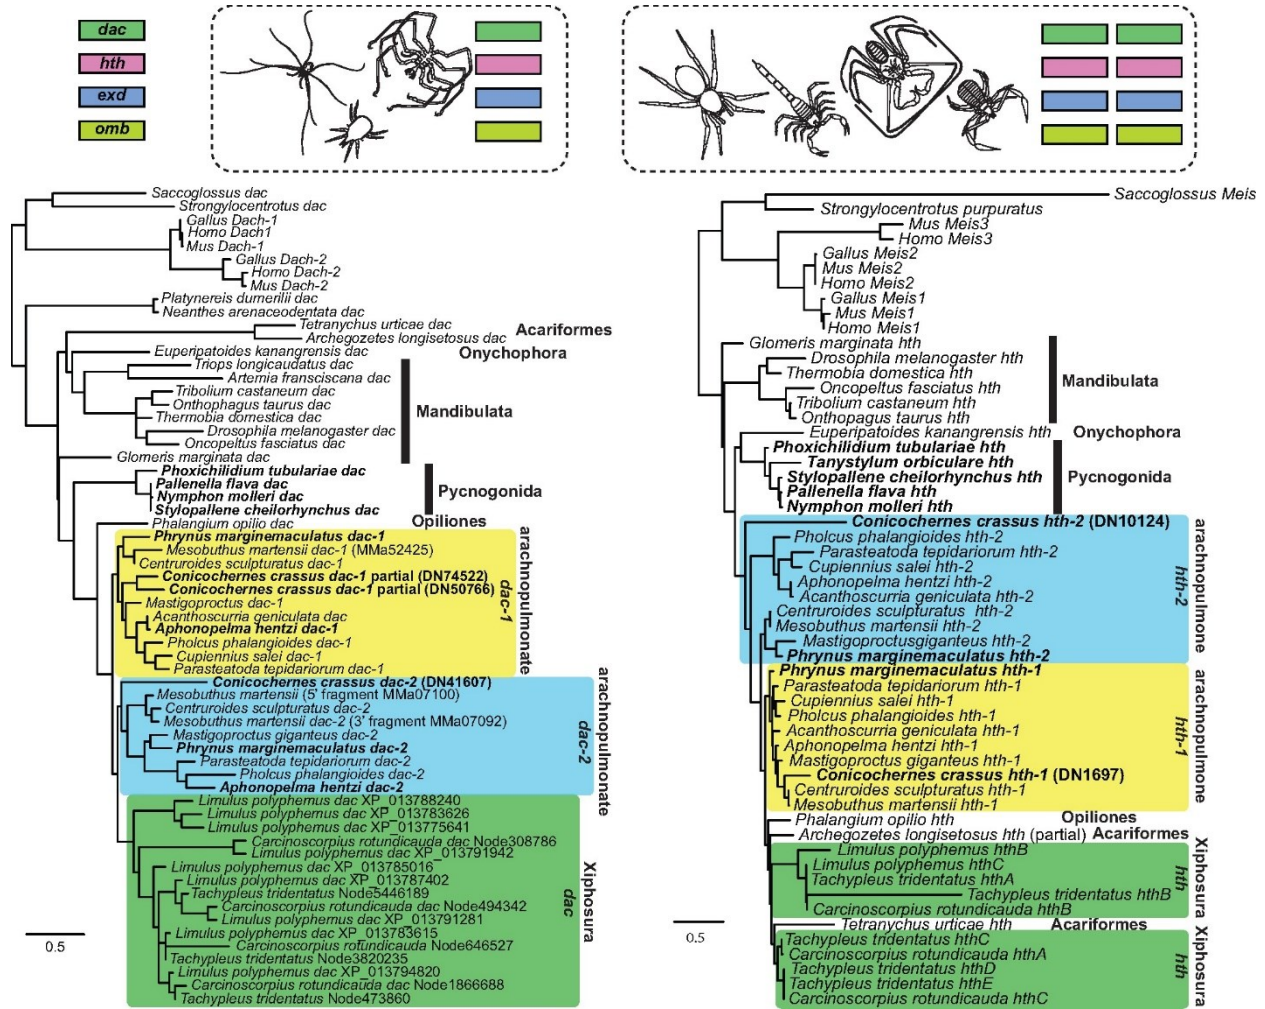 dac
hth
exd
omb
Saccoglossus dac
Strongylocentrotus dac
Gallus Dach-1
Homo Dach1
Mus Dach-1
Gallus Dach-2
Homo Dach-2
Mus Dach-2
Platynereis dumerilii dac
Neanthes arenaceodentata dac
Tetranychus urticae dac
Archegozetes longisetosus dac
Acariformes
Euperipatoides kanangrensis dac
Onychophora
Triops longicaudatus dac
Artemia fransciscana dac
Tribolium castaneum dac
Onthophagus taurus dac
Thermobia domestica dac
Drosophila melanogaster dac
Oncopeltus fasciatus dac
Mandibulata
Glomeris marginata dac
Phoxichilidium tubulariae dac
Pallenella flava dac
Nymphon molleri dac
Stylopallene cheilorhynchus dac
Pycnogonida
Phalangium opilio dac
Opiliones
Phrynus marginemaculatus dac-1
Mesobuthus martensii dac-1 (MMa52425)
Centruroides sculpturatus dac-1
Conicochernes crassus dac-1 partial (DN74522)
Conicochernes crassus dac-1 partial (DN50766)
Mastigoproctus dac-1
Acanthoscurria geniculata dac
Aphonopelma hentzi dac-1
Pholcus phalangioides dac-1
Cupiennius salei dac-1
Parasteatoda tepidariorum dac-1
arachnopulmonate
dac-1
Conicochernes crassus dac-2 (DN41607)
Mesobuthus martensii (5' fragment MMa07100)
Centruroides sculpturatus dac-2
Mesobuthus martensii dac-2 (3' fragment MMa07092)
Mastigoproctus giganteus dac-2
Phrynus marginemaculatus dac-2
Parasteatoda tepidariorum dac-2
Pholcus phalangioides dac-2
Aphonopelma hentzi dac-2
arachnopulmonate
dac-2
Limulus polyphemus dac XP_013788240
Limulus polyphemus dac XP_013783626
Limulus polyphemus dac XP_013775641
Carcinoscorpius rotundicauda dac Node308786
Limulus polyphemus dac XP_013791942
Limulus polyphemus dac XP_013785016
Limulus polyphemus dac XP_013787402
Tachypleus tridentatus Node5446189
Carcinoscorpius rotundicauda dac Node494342
Limulus polyphemus dac XP_013791281
Limulus polyphemus dac XP_013783615
Carcinoscorpius rotundicauda Node646527
Tachypleus tridentatus Node3820235
Limulus polyphemus dac XP_013794820
Carcinoscorpius rotundicauda dac Node1866688
Tachypleus tridentatus Node473860
Xiphosura
dac
0.5
Saccoglossus Meis
Strongylocentrotus purpuratus
Mus Meis3
Homo Meis3
Gallus Meis2
Mus Meis2
Homo Meis2
Gallus Meis1
Mus Meis1
Homo Meis1
Glomeris marginata hth
Drosophila melanogaster hth
Thermobia domestica hth
Oncopeltus fasciatus hth
Tribolium castaneum hth
Onthopagus taurus hth
Mandibulata
Euperipatoides kanangrensis hth
Onychophora
Phoxichilidium tubulariae hth
Tanystylum orbiculare hth
Stylopallene cheilorhynchus hth
Pallenella flava hth
Nymphon molleri hth
Pycnogonida
Conicochernes crassus hth-2 (DN10124)
Pholcus phalangioides hth-2
Parasteatoda tepidariorum hth-2
Cupiennius salei hth-2
Aphonopelma hentzi hth-2
Acanthoscurria geniculata hth-2
Centruroides sculpturatus hth-2
Mesobuthus martensii hth-2
Mastigoproctusgiganteus hth-2
Phrynus marginemaculatus hth-2
arachnopulmone
hth-2
Phrynus marginemaculatus hth-1
Parasteatoda tepidariorum hth-1
Cupiennius salei hth-1
Pholcus phalangioides hth-1
Acanthoscurria geniculata hth-1
Aphonopelma hentzi hth-1
Mastigoproctus giganteus hth-1
Conicochernes crassus hth-1 (DN1697)
Centruroides sculpturatus hth-1
Mesobuthus martensii hth-1
arachnopulmone
hth-1
Phalangium opilio hth
Opiliones
Archegozetes longisetosus hth (partial)
Acariformes
Limulus polyphemus hthB
Limulus polyphemus hthC
Tachypleus tridentatus hthA
Tachypleus tridentatus hthB
Carcinoscorpius rotundicauda hthB
Xiphosura
hth
Tetranychus urticae hth
Acariformes
Tachypleus tridentatus hthC
Carcinoscorpius rotundicauda hthA
Tachypleus tridentatus hthD
Tachypleus tridentatus hthE
Carcinoscorpius rotundicauda hthC
Xiphosura
hth
0.5